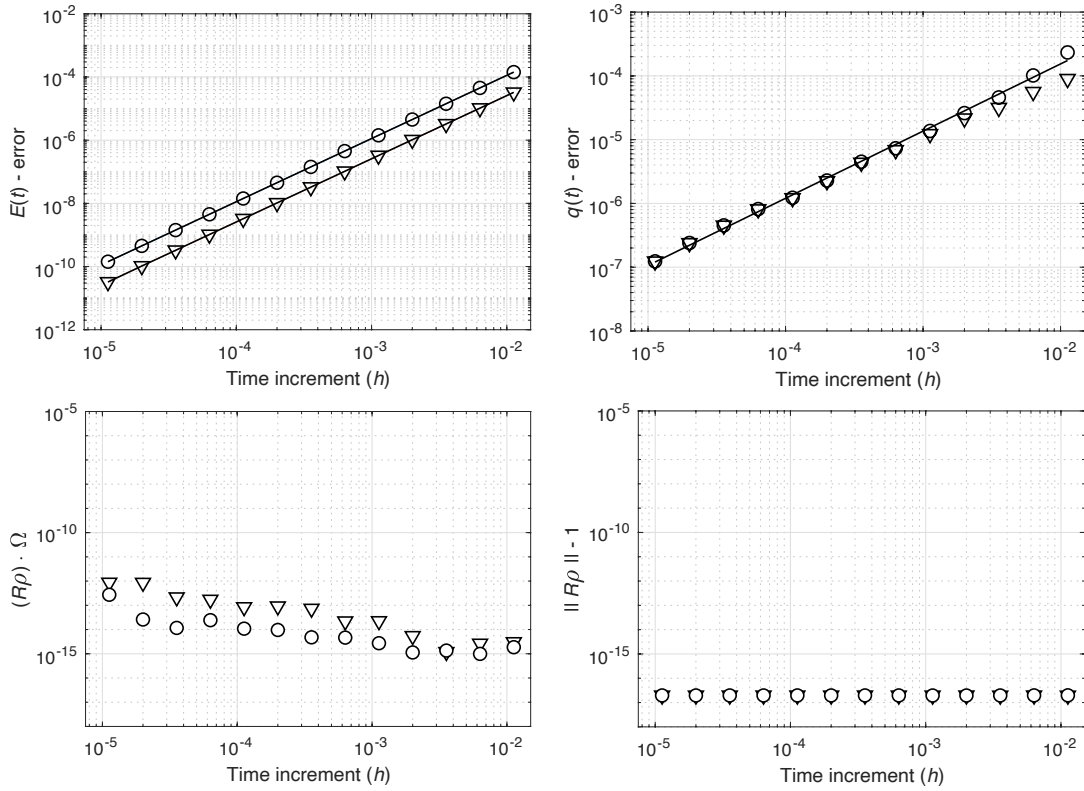 10^-2
10^-4
10^-6
10^-8
10^-10
10^-12
E(t) - error
10^-5 10^-4 10^-3 10^-2
Time increment (h)
10^-3
10^-4
10^-5
10^-6
10^-7
10^-8
q(t) - error
10^-5 10^-4 10^-3 10^-2
Time increment (h)
10^-5
10^-10
10^-15
(Rρ) · Ω
10^-5 10^-4 10^-3 10^-2
Time increment (h)
10^-5
10^-10
10^-15
|| Rρ || - 1
10^-5 10^-4 10^-3 10^-2
Time increment (h)